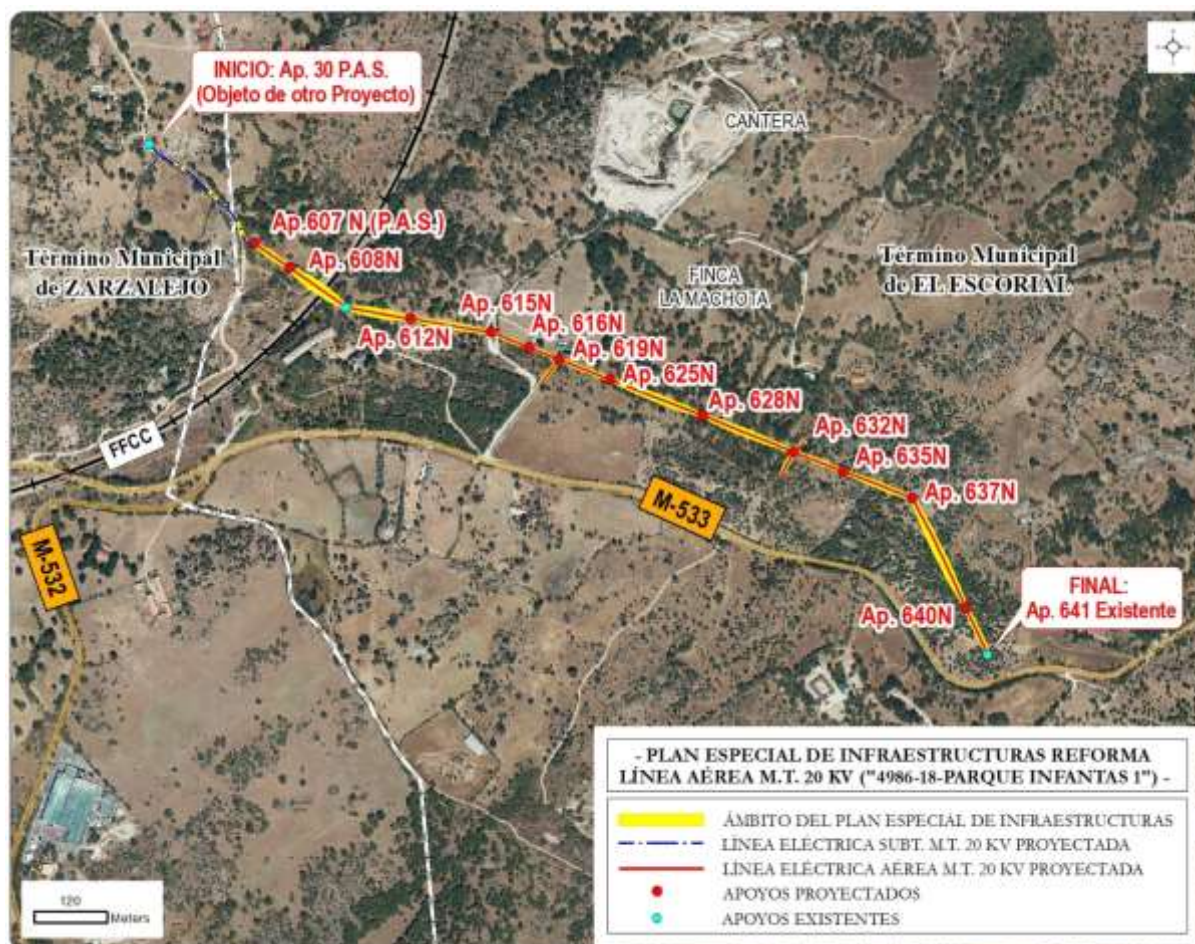 INICIO: Ap. 30 P.A.S.
(Objeto de otro Proyecto)
CANTERA
Ap.607 N (P.A.S.)
Término Municipal
de ZARZALEJO
Ap. 608N
FINCA
LA MACHOTA
Término Municipal
de EL ESCORIAL
Ap. 612N
Ap. 615N
Ap. 616N
Ap. 619N
Ap. 625N
Ap. 628N
Ap. 632N
Ap. 635N
Ap. 637N
FFCC
M-533
M-532
Ap. 640N
FINAL:
Ap. 641 Existente
- PLAN ESPECIAL DE INFRAESTRUCTURAS REFORMA
LÍNEA AÉREA M.T. 20 KV ("4986-18-PARQUE INFANTAS 1") -
ÁMBITO DEL PLAN ESPECIAL DE INFRAESTRUCTURAS
LÍNEA ELÉCTRICA SUBT. M.T. 20 KV PROYECTADA
LÍNEA ELÉCTRICA AÉREA M.T. 20 KV PROYECTADA
APOYOS PROYECTADOS
APOYOS EXISTENTES
120
Meters